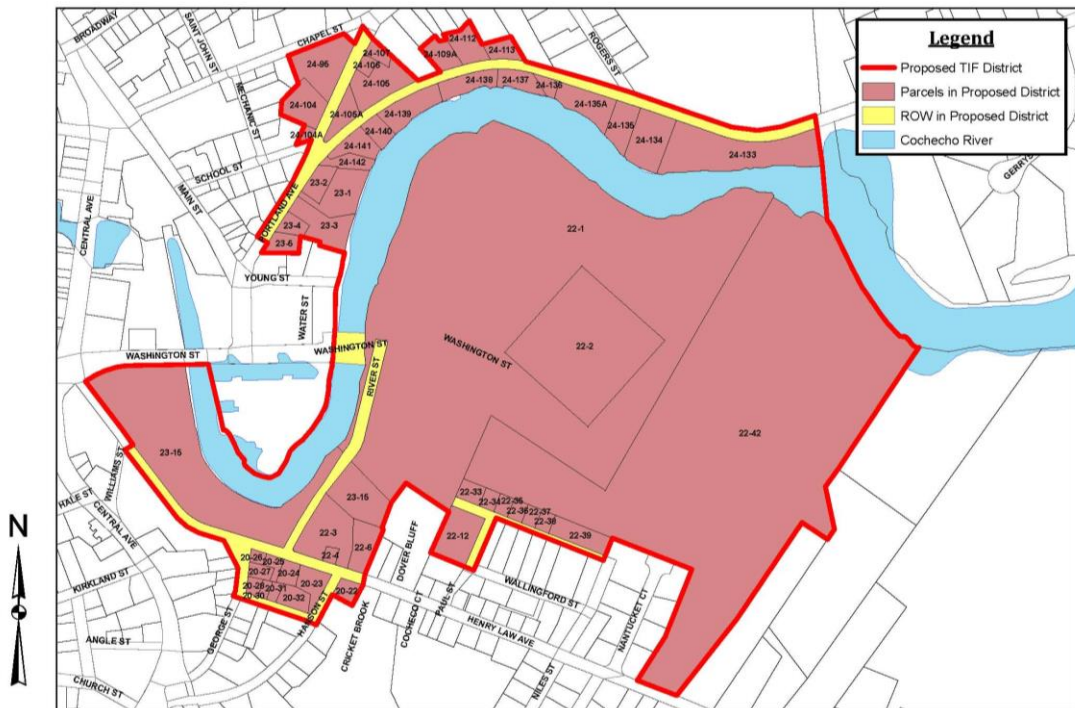 BROADWAY
SAINT JOHN ST
CHAPEL ST
MECHANIC ST
ROGERS ST
Legend
Proposed TIF District
Parcels in Proposed District
ROW in Proposed District
Cochecho River
24-112
24-113
24-109A
24-107
24-106
24-95
24-105
24-138
24-137
24-136
24-135A
24-104
24-105A
24-139
24-104A
24-140
24-135
24-134
24-141
24-133
24-142
SCHOOL ST
MAIN ST
GERRYS
23-2
23-1
PORTLAND AVE
CENTRAL AVE
23-4
23-3
23-6
22-1
YOUNG ST
WATER ST
WASHINGTON ST
WASHINGTON ST
WASHINGTON ST
RIVER ST
22-2
22-42
23-15
WILLIAMS ST
HALE ST
CENTRAL AVE
23-15
22-33
22-34
22-35
22-36
22-37
22-38
22-39
22-12
22-3
22-6
22-4
N
DOVER BLUFF
20-26
20-25
20-27
20-24
20-23
20-22
20-31
20-30
20-32
KIRKLAND ST
HANSON ST
CRICKET BROOK
COCHECO CT
PAUL ST
WALLINGFORD ST
HENRY LAW AVE
NANTUCKET CT
NILES ST
GEORGE ST
ANGLE ST
CHURCH ST